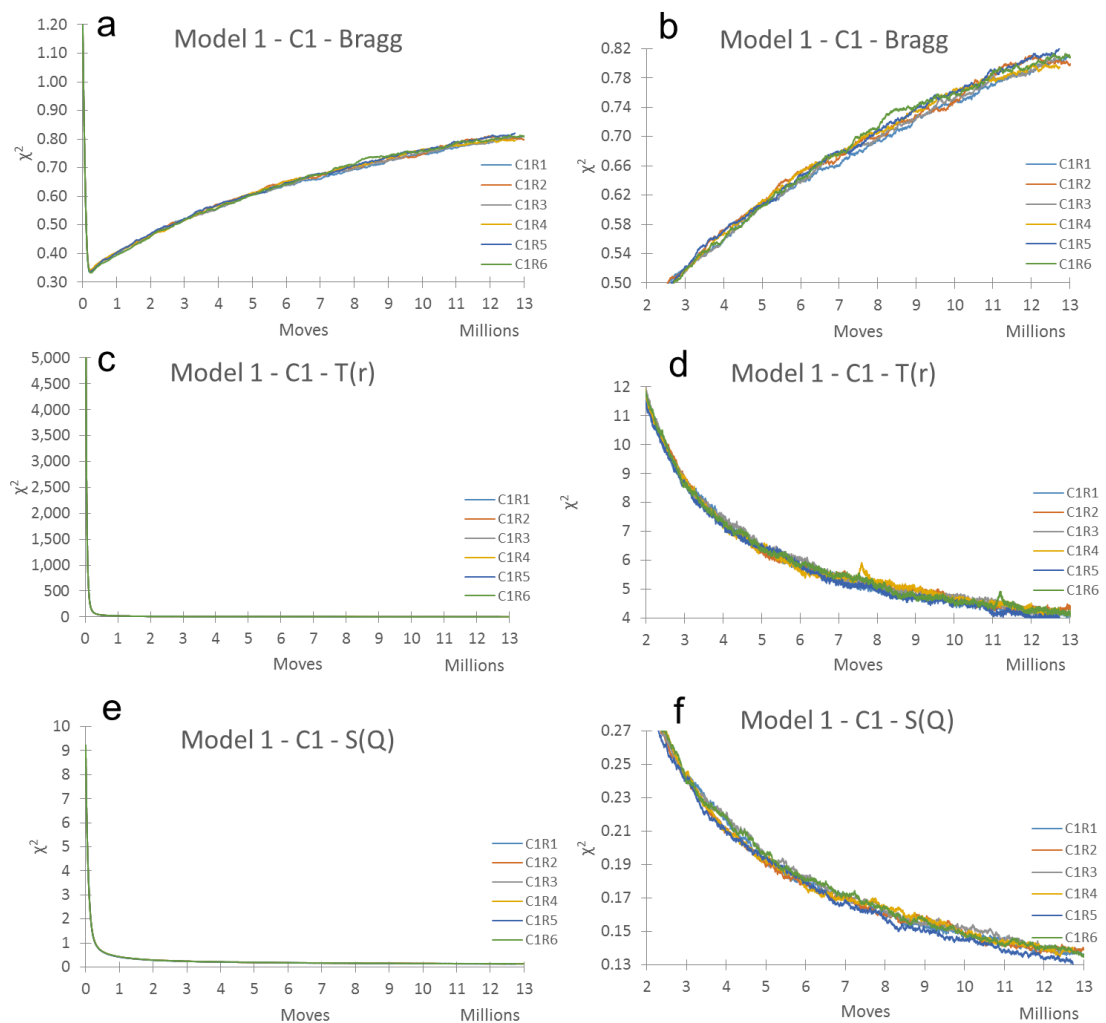 a
Model 1 - C1 - Bragg
χ²
1.20
1.10
1.00
0.90
0.80
0.70
0.60
0.50
0.40
0.30
0 1 2 3 4 5 6 7 8 9 10 11 12 13
Moves Millions
C1R1
C1R2
C1R3
C1R4
C1R5
C1R6
b
Model 1 - C1 - Bragg
χ²
0.82
0.78
0.74
0.70
0.66
0.62
0.58
0.54
0.50
2 3 4 5 6 7 8 9 10 11 12 13
Moves Millions
C1R1
C1R2
C1R3
C1R4
C1R5
C1R6
c
Model 1 - C1 - T(r)
χ²
5,000
4,500
4,000
3,500
3,000
2,500
2,000
1,500
1,000
500
0
0 1 2 3 4 5 6 7 8 9 10 11 12 13
Moves Millions
C1R1
C1R2
C1R3
C1R4
C1R5
C1R6
d
Model 1 - C1 - T(r)
χ²
12
11
10
9
8
7
6
5
4
2 3 4 5 6 7 8 9 10 11 12 13
Moves Millions
C1R1
C1R2
C1R3
C1R4
C1R5
C1R6
e
Model 1 - C1 - S(Q)
χ²
10
9
8
7
6
5
4
3
2
1
0
0 1 2 3 4 5 6 7 8 9 10 11 12 13
Moves Millions
C1R1
C1R2
C1R3
C1R4
C1R5
C1R6
f
Model 1 - C1 - S(Q)
χ²
0.27
0.25
0.23
0.21
0.19
0.17
0.15
0.13
2 3 4 5 6 7 8 9 10 11 12 13
Moves Millions
C1R1
C1R2
C1R3
C1R4
C1R5
C1R6